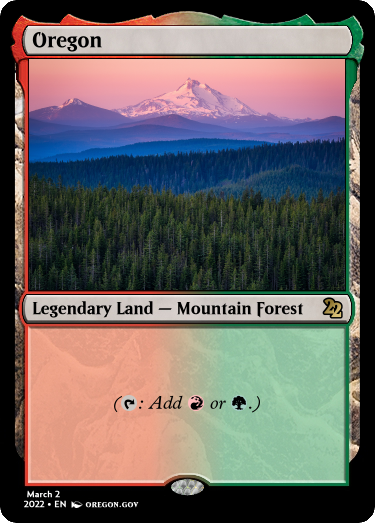 Oregon
Legendary Land — Mountain Forest
(: Add or .)
March 2
2022 • EN OREGON.GOV